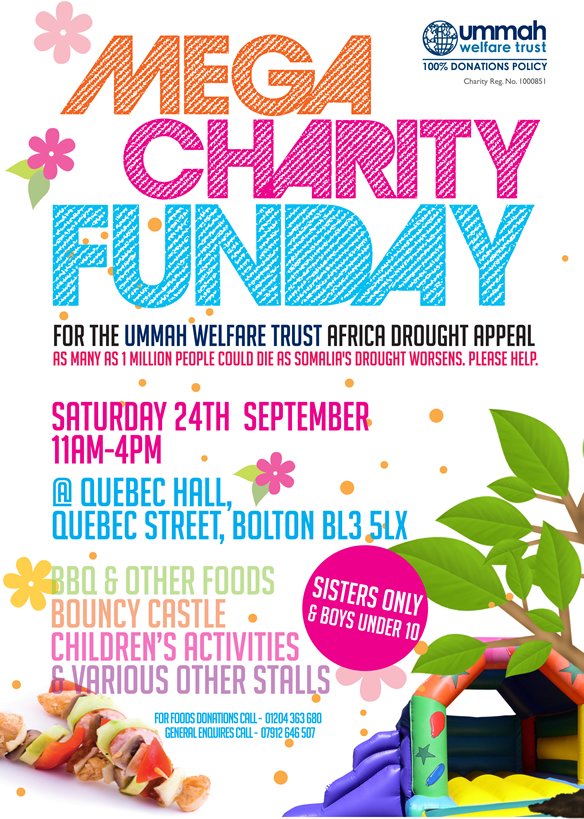 ummah
welfare trust
100% DONATIONS POLICY
Charity Reg. No. 1000851
MEGA
CHARITY
FUNDAY
FOR THE UMMAH WELFARE TRUST AFRICA DROUGHT APPEAL
AS MANY AS 1 MILLION PEOPLE COULD DIE AS SOMALIA'S DROUGHT WORSENS. PLEASE HELP.
SATURDAY 24TH SEPTEMBER
11AM-4PM
@ QUEBEC HALL,
QUEBEC STREET, BOLTON BL3 5LX
BBQ & OTHER FOODS
BOUNCY CASTLE
CHILDREN'S ACTIVITIES
& VARIOUS OTHER STALLS
SISTERS ONLY
& BOYS UNDER 10
FOR FOODS DONATIONS CALL - 01204 363 680
GENERAL ENQUIRES CALL - 07912 646 507